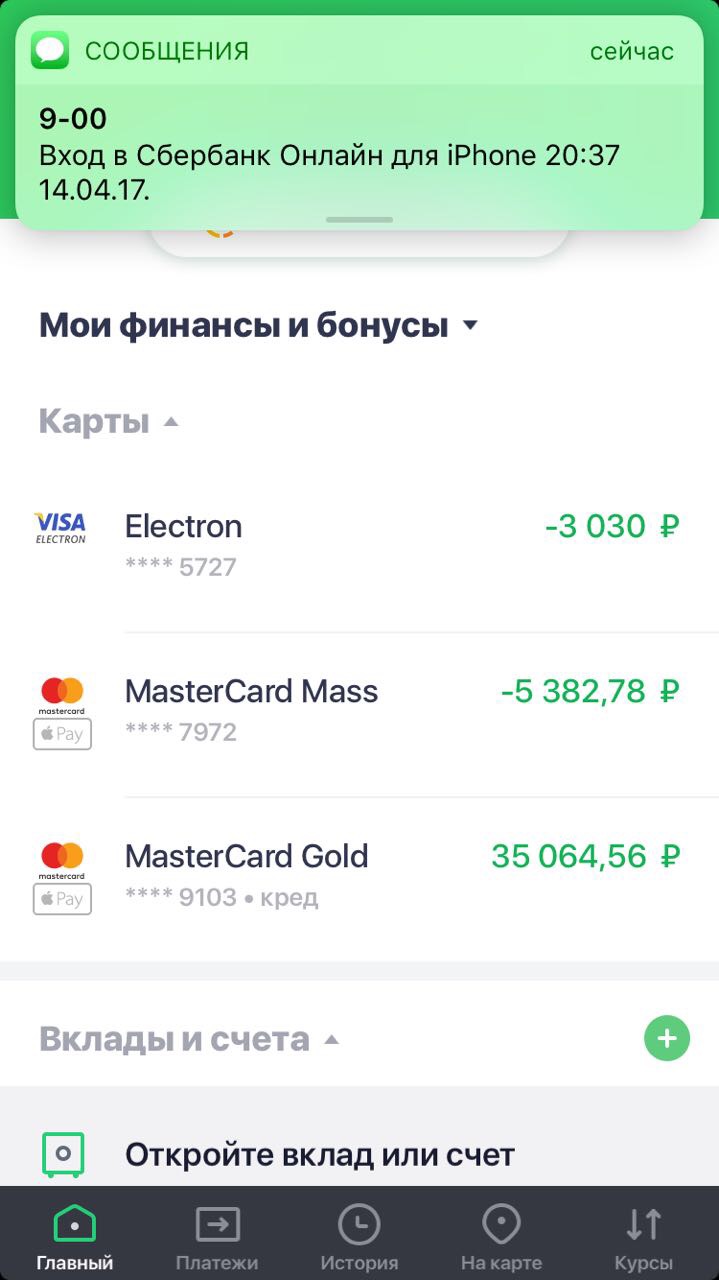 СООБЩЕНИЯ сейчас
9-00
Вход в Сбербанк Онлайн для iPhone 20:37
14.04.17.
Мои финансы и бонусы
Карты
VISA
ELECTRON
Electron -3 030 ₽
**** 5727
mastercard
Pay
MasterCard Mass -5 382,78 ₽
**** 7972
mastercard
Pay
MasterCard Gold 35 064,56 ₽
**** 9103 • кред
Вклады и счета
Откройте вклад или счет
Главный Платежи История На карте Курсы